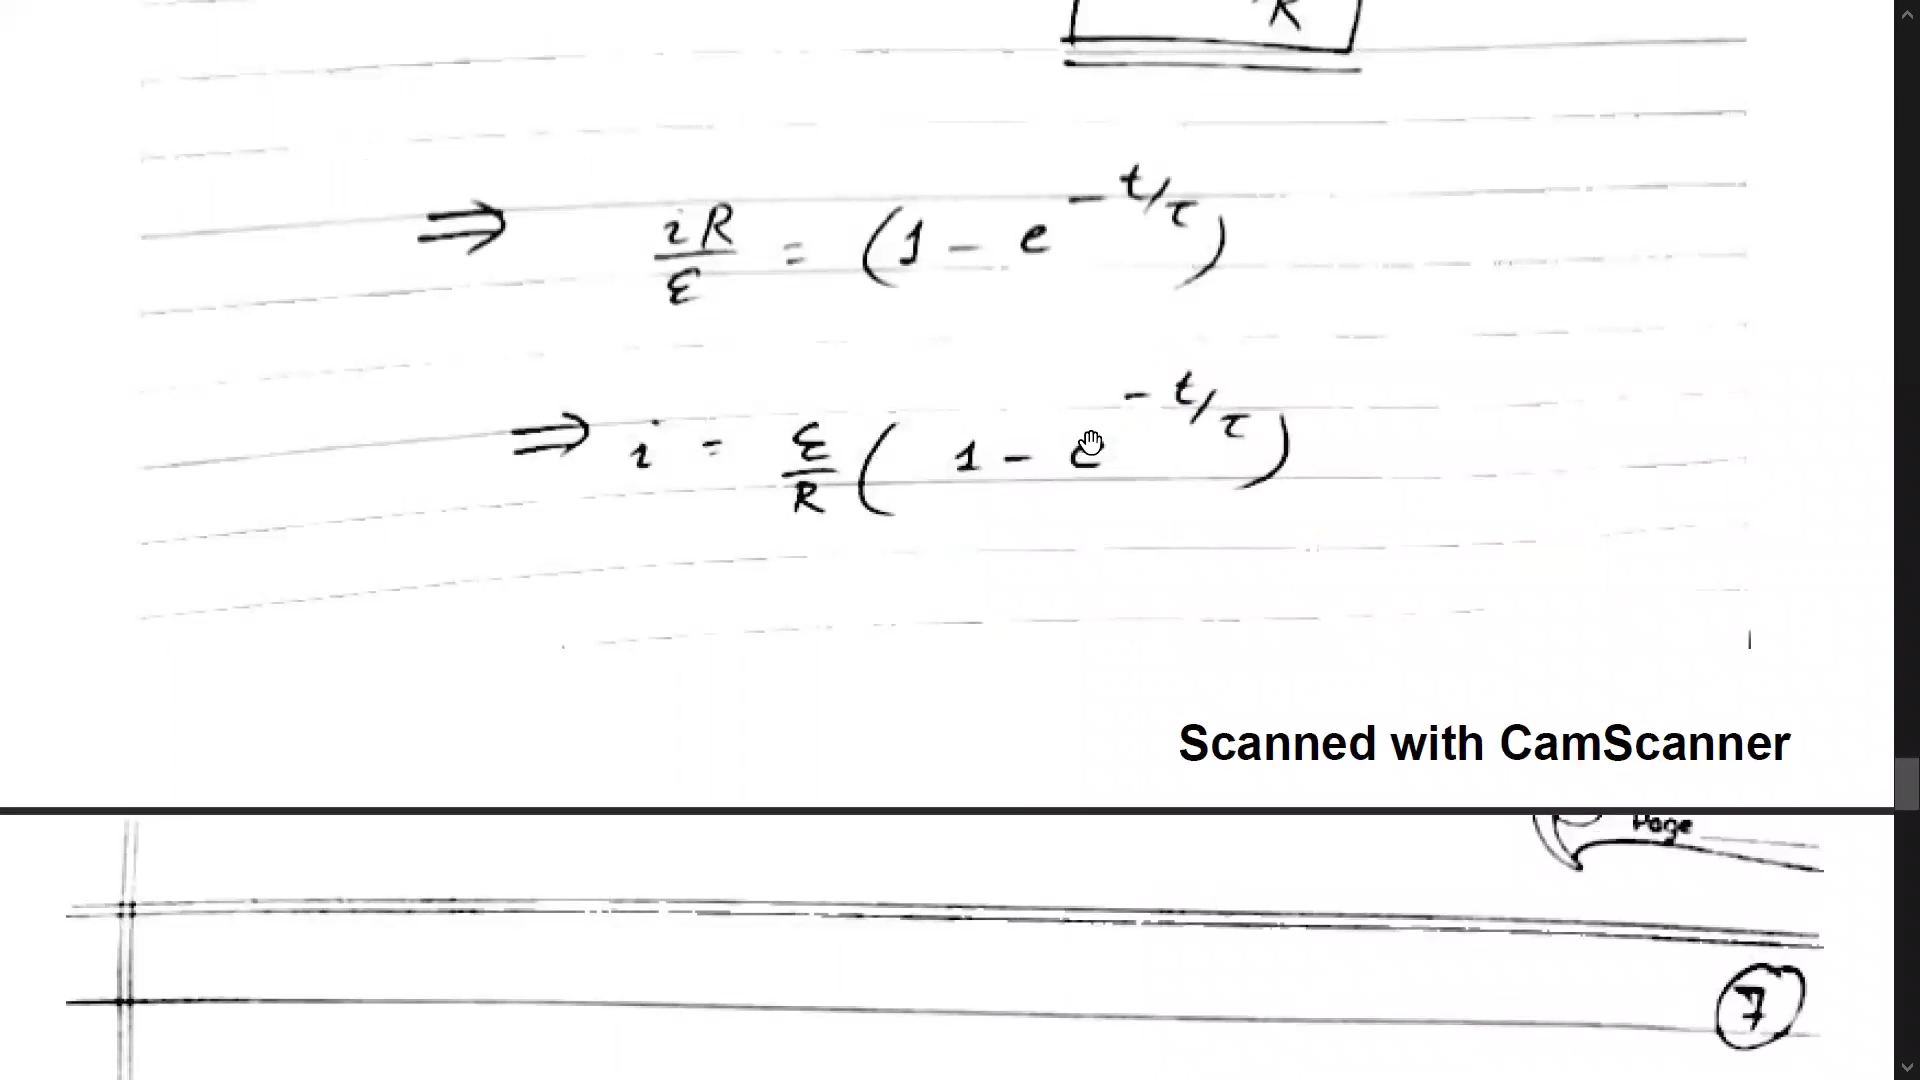 R
⇒ iR/ε = (1 - e^{-t/τ})
⇒ i = ε/R (1 - e^{-t/τ})
Scanned with CamScanner
Page
7